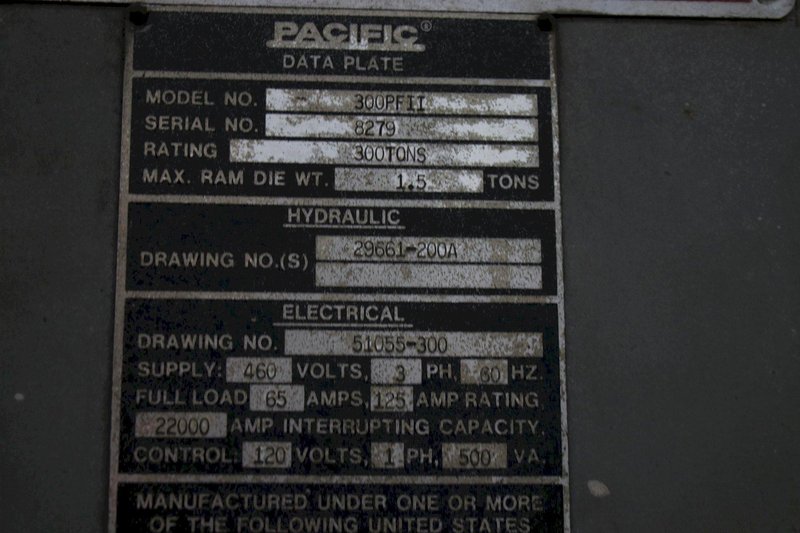 PACIFIC®
DATA PLATE
MODEL NO. 300PFII
SERIAL NO. 8279
RATING 300TONS
MAX. RAM DIE WT. 1.5 TONS
HYDRAULIC
DRAWING NO.(S) 29661-200A
ELECTRICAL
DRAWING NO. 51055-300
SUPPLY: 460 VOLTS, 3 PH, 60 HZ.
FULL LOAD 65 AMPS, 125 AMP RATING
22000 AMP INTERRUPTING CAPACITY.
CONTROL: 120 VOLTS, 1 PH, 500 VA.
MANUFACTURED UNDER ONE OR MORE
OF THE FOLLOWING UNITED STATES